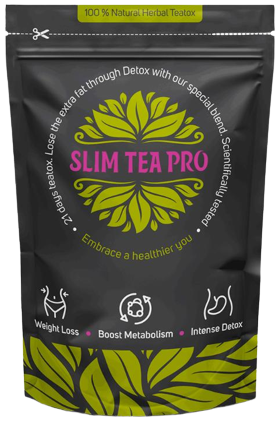 100 % Natural Herbal Teatox
21 days teatox. Lose the extra fat through Detox with our special blend. Scientifically tested
SLIM TEA PRO
Embrace a healthier you
Weight Loss • Boost Metabolism • Intense Detox